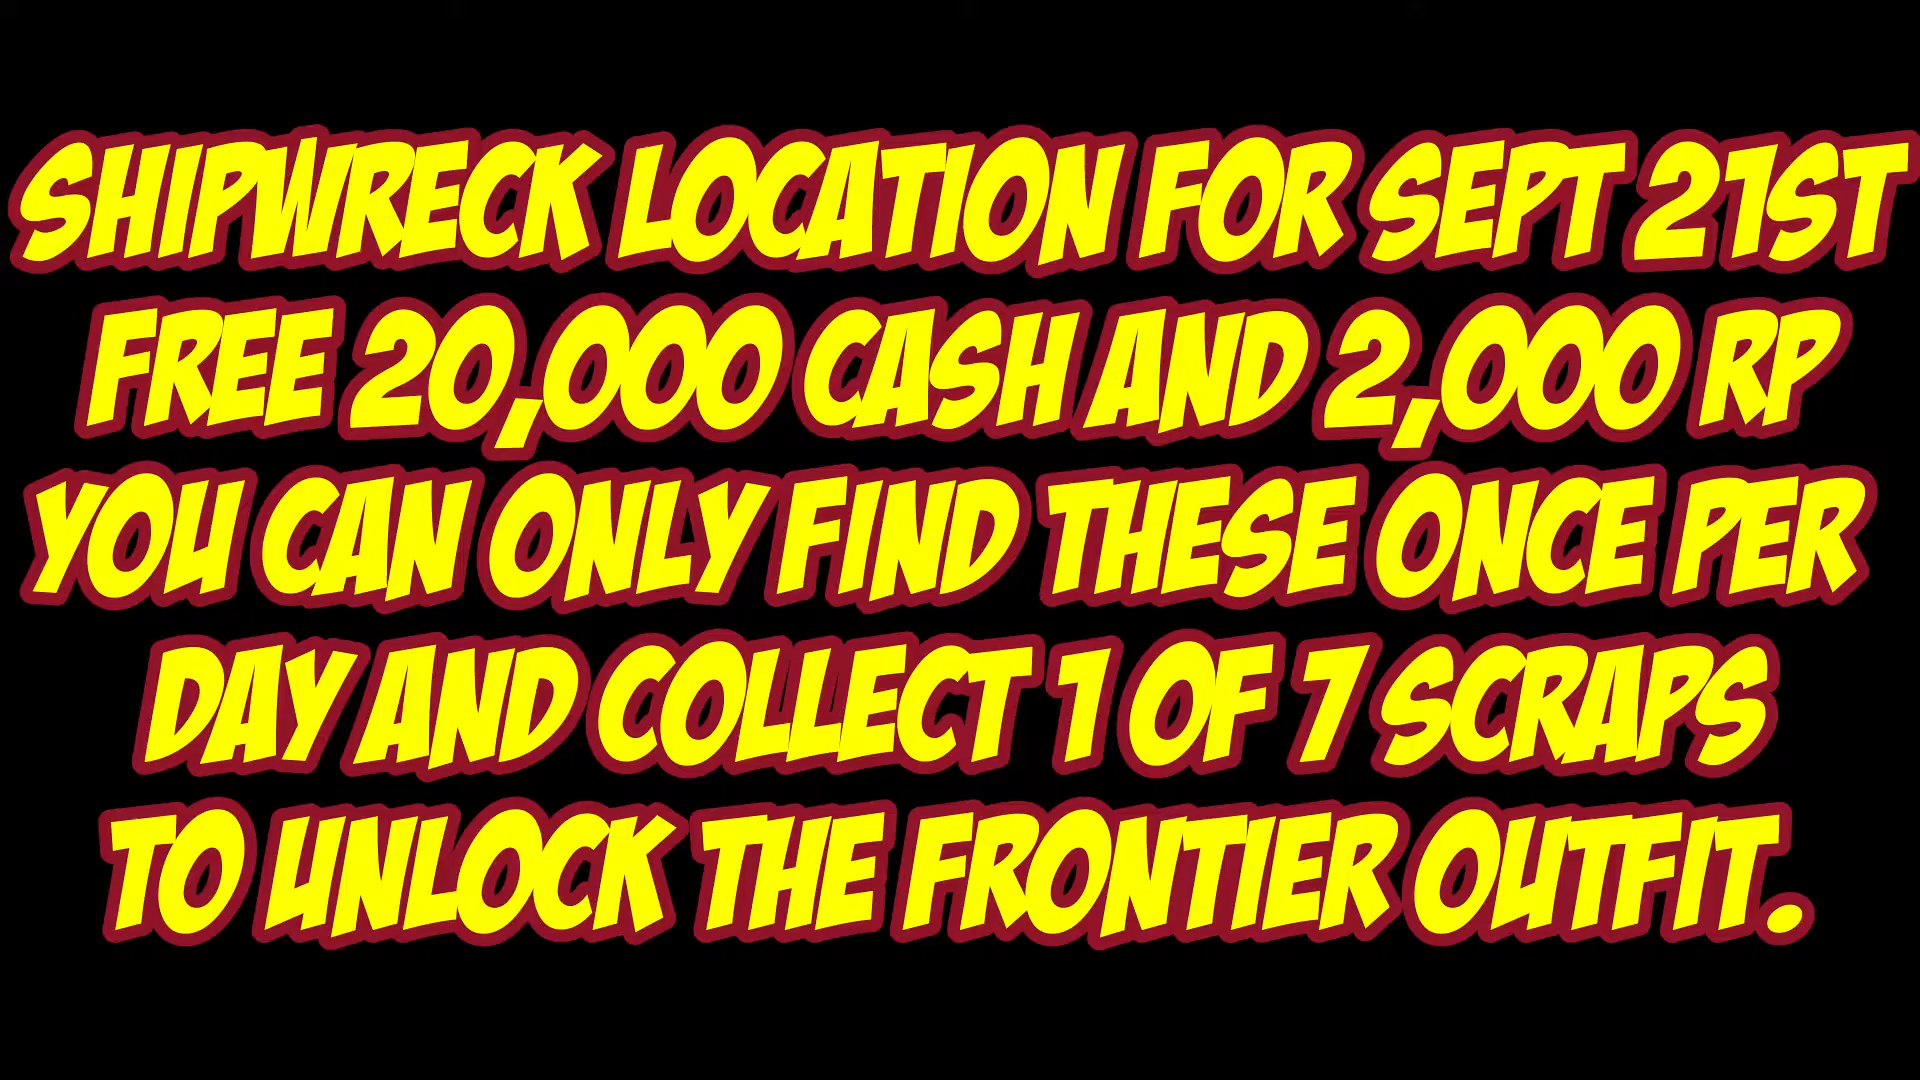 SHIPWRECK LOCATION FOR SEPT 21ST
FREE 20,000 CASH AND 2,000 RP
YOU CAN ONLY FIND THESE ONCE PER
DAY AND COLLECT 1 OF 7 SCRAPS
TO UNLOCK THE FRONTIER OUTFIT.